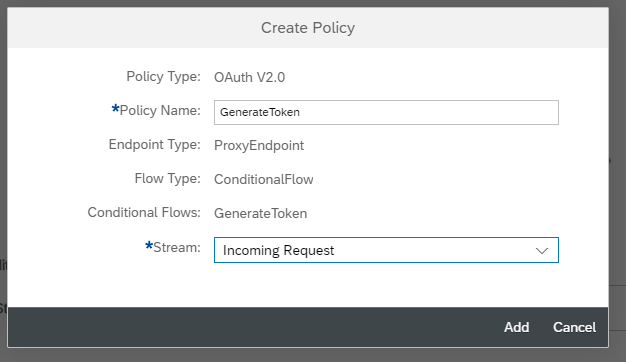 Create Policy
Policy Type: OAuth V2.0
*Policy Name: GenerateToken
Endpoint Type: ProxyEndpoint
Flow Type: ConditionalFlow
Conditional Flows: GenerateToken
*Stream: Incoming Request
Add Cancel